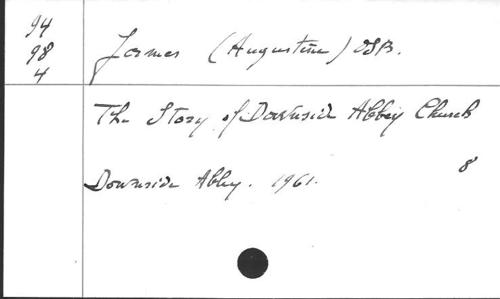 94
98
4
James (Augustine) OSB.
The Story of Downside Abbey Church
8
Downside Abbey. 1961.